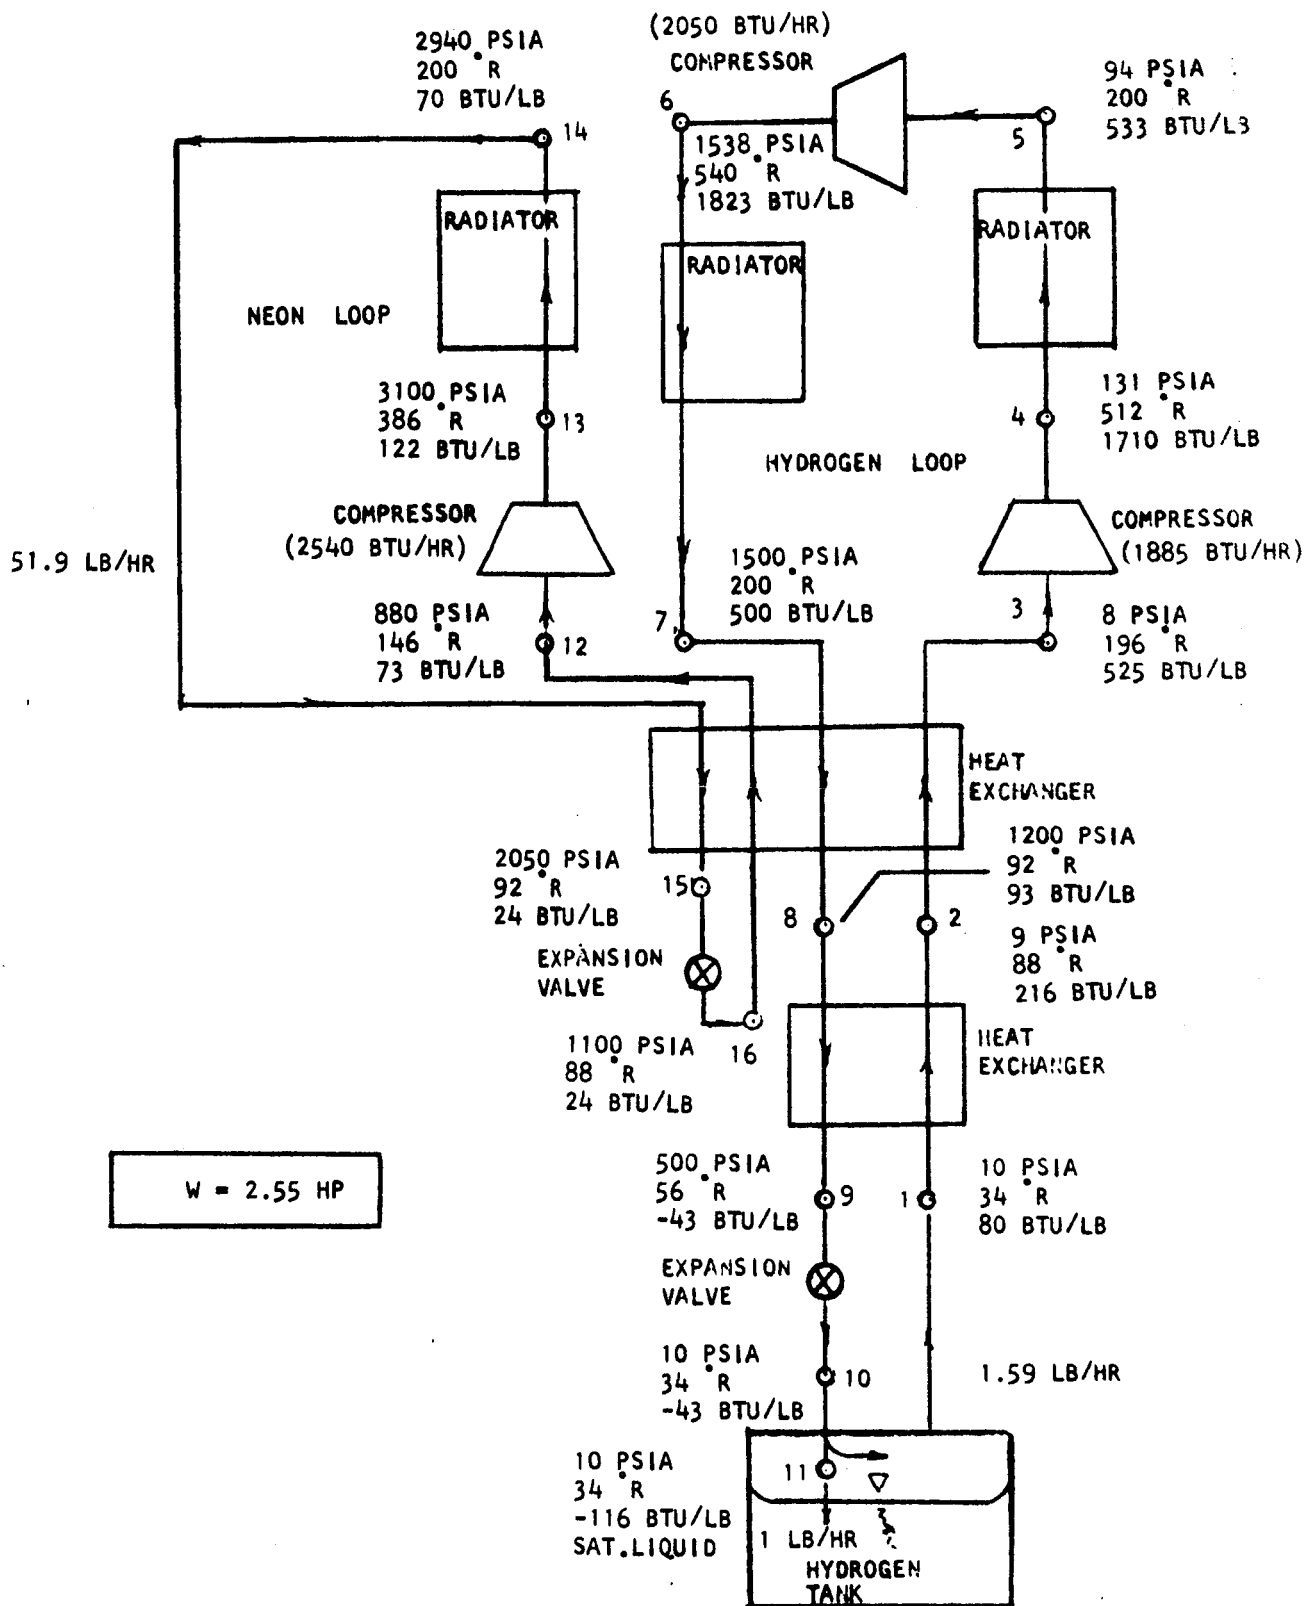 (2050 BTU/HR)
COMPRESSOR
2940 PSIA
200 °R
70 BTU/LB
14
6
1538 PSIA
540 °R
1823 BTU/LB
5
94 PSIA
200 °R
533 BTU/LB
RADIATOR
RADIATOR
RADIATOR
NEON LOOP
3100 PSIA
386 °R
122 BTU/LB
13
HYDROGEN LOOP
4
131 PSIA
512 °R
1710 BTU/LB
COMPRESSOR
(2540 BTU/HR)
COMPRESSOR
(1885 BTU/HR)
51.9 LB/HR
880 PSIA
146 °R
73 BTU/LB
12
7
1500 PSIA
200 °R
500 BTU/LB
3
8 PSIA
196 °R
525 BTU/LB
HEAT
EXCHANGER
2050 PSIA
92 °R
24 BTU/LB
15
1200 PSIA
92 °R
93 BTU/LB
8
2
9 PSIA
88 °R
216 BTU/LB
EXPANSION
VALVE
1100 PSIA
88 °R
24 BTU/LB
16
HEAT
EXCHANGER
W = 2.55 HP
500 PSIA
56 °R
-43 BTU/LB
9
1
10 PSIA
34 °R
80 BTU/LB
EXPANSION
VALVE
10 PSIA
34 °R
-43 BTU/LB
10
1.59 LB/HR
10 PSIA
34 °R
-116 BTU/LB
SAT.LIQUID
11
1 LB/HR
HYDROGEN
TANK